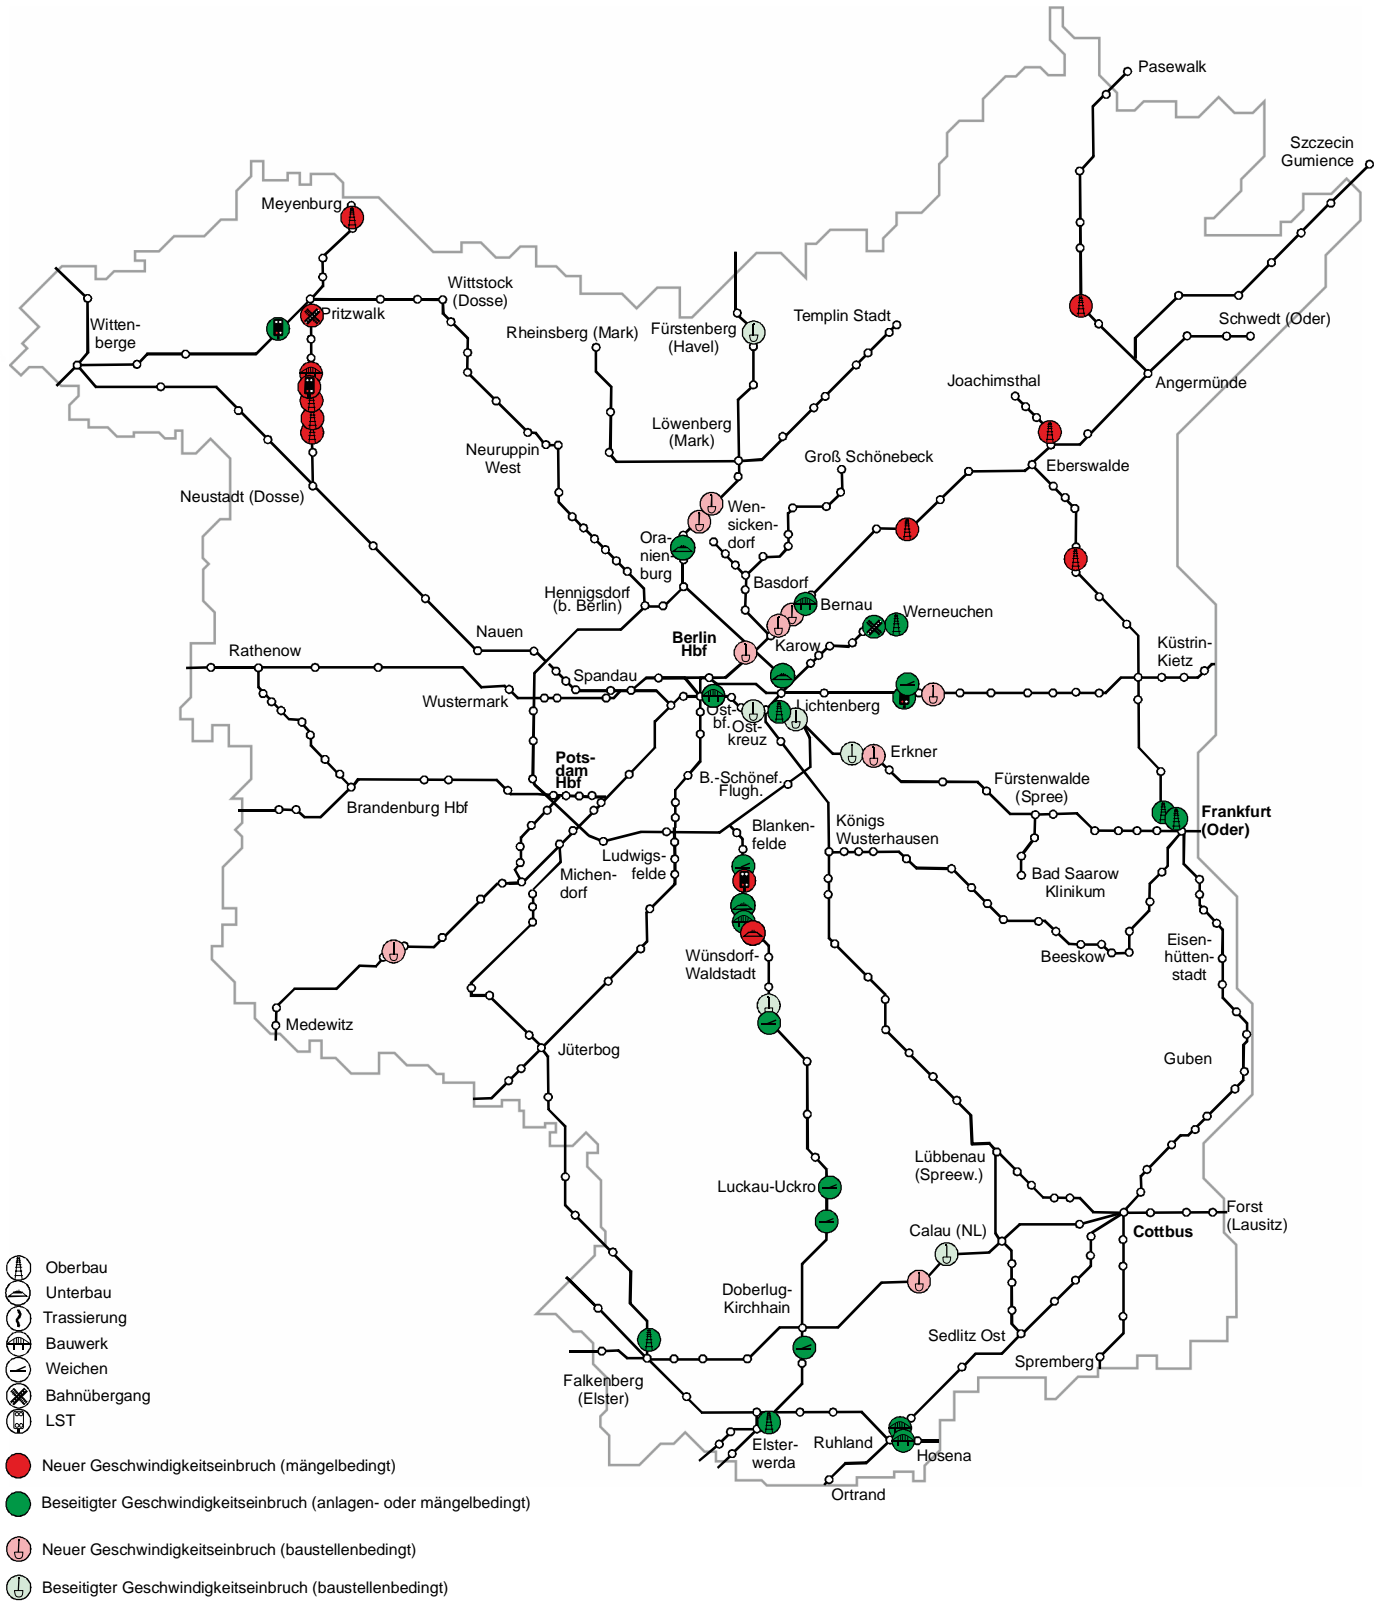 Pasewalk
Szczecin
Gumience
Meyenburg
Wittstock
(Dosse)
Pritzwalk
Witten-
berge
Rheinsberg (Mark)
Fürstenberg
(Havel)
Templin Stadt
Schwedt (Oder)
Angermünde
Joachimsthal
Löwenberg
(Mark)
Neuruppin
West
Groß Schönebeck
Eberswalde
Neustadt (Dosse)
Wen-
sicken-
dorf
Ora-
nien-
burg
Hennigsdorf
(b. Berlin)
Basdorf
Bernau
Werneuchen
Nauen
Berlin
Hbf
Karow
Küstrin-
Kietz
Rathenow
Spandau
Wustermark
Lichtenberg
Ost-
bf.
Ost-
kreuz
Erkner
Pots-
dam
Hbf
B.-Schönef.
Flugh.
Fürstenwalde
(Spree)
Brandenburg Hbf
Frankfurt
(Oder)
Blanken-
felde
Königs
Wusterhausen
Ludwigs-
felde
Michen-
dorf
Bad Saarow
Klinikum
Wünsdorf-
Waldstadt
Beeskow
Eisen-
hütten-
stadt
Medewitz
Jüterbog
Guben
Lübbenau
(Spreew.)
Luckau-Uckro
Calau (NL)
Forst
(Lausitz)
Cottbus
Doberlug-
Kirchhain
Sedlitz Ost
Spremberg
Falkenberg
(Elster)
Elster-
werda
Ruhland
Hosena
Ortrand
Oberbau
Unterbau
Trassierung
Bauwerk
Weichen
Bahnübergang
LST
Neuer Geschwindigkeitseinbruch (mängelbedingt)
Beseitigter Geschwindigkeitseinbruch (anlagen- oder mängelbedingt)
Neuer Geschwindigkeitseinbruch (baustellenbedingt)
Beseitigter Geschwindigkeitseinbruch (baustellenbedingt)